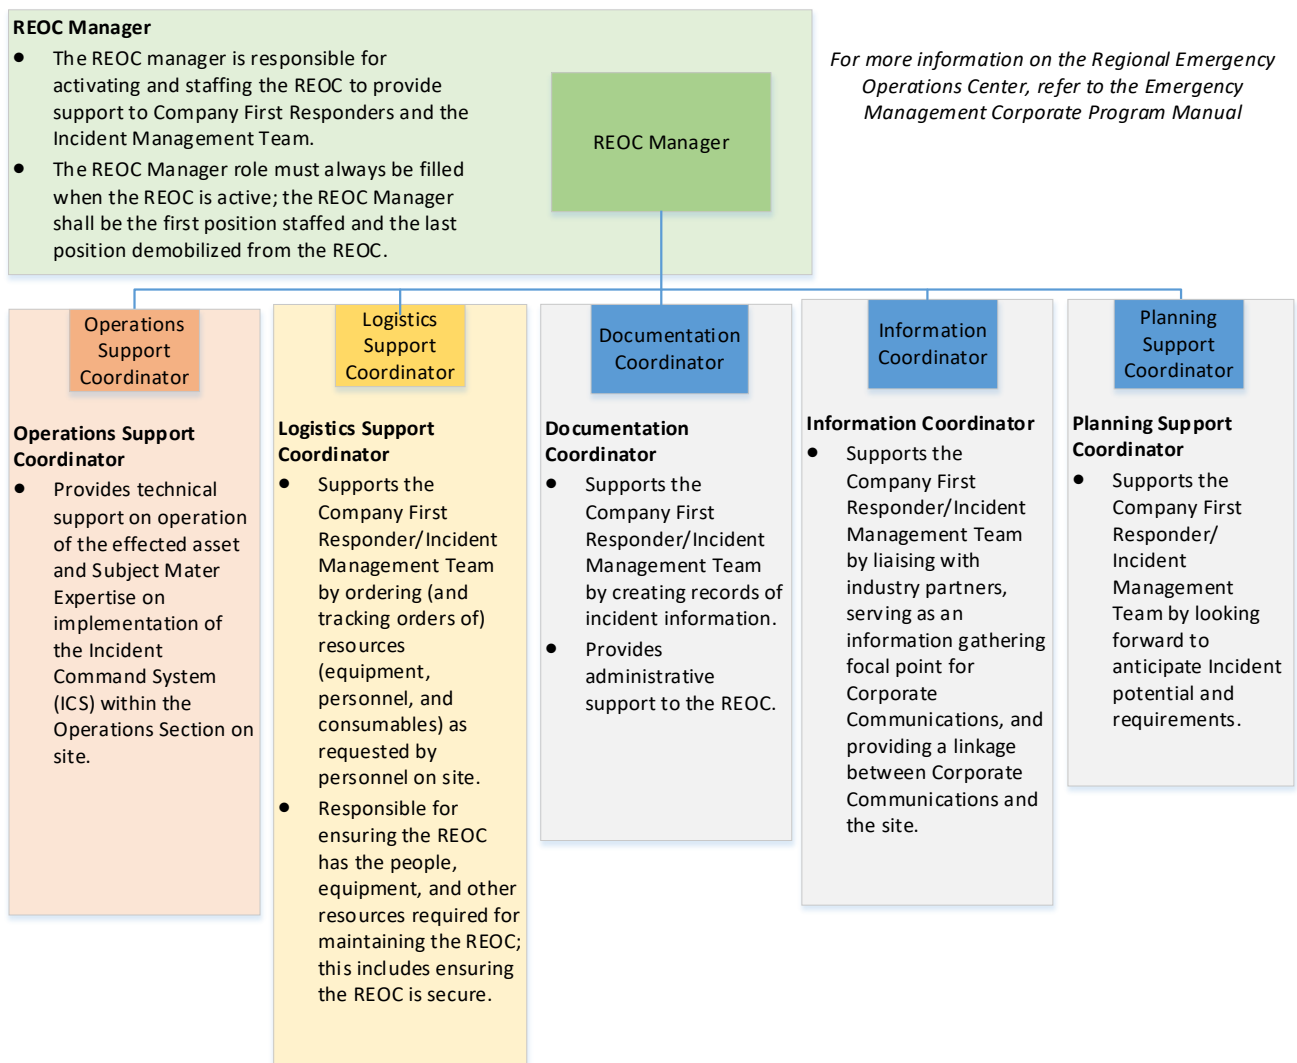 REOC Manager
● The REOC manager is responsible for
activating and staffing the REOC to provide
support to Company First Responders and the
Incident Management Team.
● The REOC Manager role must always be filled
when the REOC is active; the REOC Manager
shall be the first position staffed and the last
position demobilized from the REOC.
REOC Manager
For more information on the Regional Emergency
Operations Center, refer to the Emergency
Management Corporate Program Manual
Operations
Support
Coordinator
Operations Support
Coordinator
● Provides technical
support on operation
of the effected asset
and Subject Mater
Expertise on
implementation of
the Incident
Command System
(ICS) within the
Operations Section on
site.
Logistics
Support
Coordinator
Logistics Support
Coordinator
● Supports the
Company First
Responder/Incident
Management Team
by ordering (and
tracking orders of)
resources
(equipment,
personnel, and
consumables) as
requested by
personnel on site.
● Responsible for
ensuring the REOC
has the people,
equipment, and other
resources required for
maintaining the REOC;
this includes ensuring
the REOC is secure.
Documentation
Coordinator
Documentation
Coordinator
● Supports the
Company First
Responder/Incident
Management Team
by creating records of
incident information.
● Provides
administrative
support to the REOC.
Information
Coordinator
Information Coordinator
● Supports the
Company First
Responder/Incident
Management Team
by liaising with
industry partners,
serving as an
information gathering
focal point for
Corporate
Communications, and
providing a linkage
between Corporate
Communications and
the site.
Planning
Support
Coordinator
Planning Support
Coordinator
● Supports the
Company First
Responder/
Incident
Management
Team by looking
forward to
anticipate Incident
potential and
requirements.